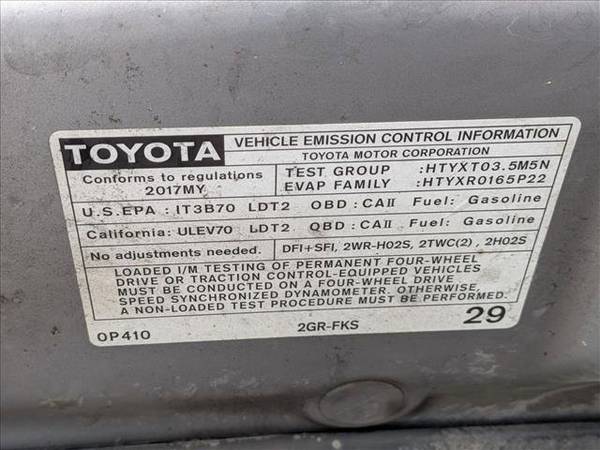 TOYOTA
VEHICLE EMISSION CONTROL INFORMATION
TOYOTA MOTOR CORPORATION
Conforms to regulations
2017MY
TEST GROUP :HTYXT03.5M5N
EVAP FAMILY :HTYXR0165P22
U.S.EPA : IT3B70 LDT2 OBD : CAII Fuel: Gasoline
California: ULEV70 LDT2 OBD : CAII Fuel: Gasoline
No adjustments needed. DFI+SFI, 2WR-HO2S, 2TWC(2), 2HO2S
LOADED I/M TESTING OF PERMANENT FOUR-WHEEL
DRIVE OR TRACTION CONTROL-EQUIPPED VEHICLES
MUST BE CONDUCTED ON A FOUR-WHEEL DRIVE
SPEED SYNCHRONIZED DYNAMOMETER. OTHERWISE,
A NON-LOADED TEST PROCEDURE MUST BE PERFORMED.
0P410 2GR-FKS 29